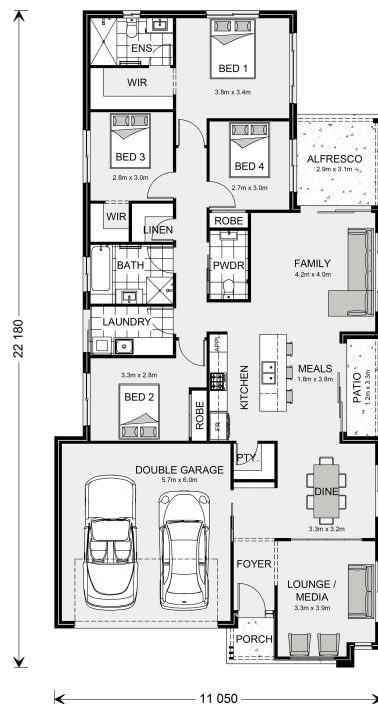 ENS
WIR
BED 1
3.8m x 3.4m
BED 3
2.8m x 3.0m
BED 4
2.7m x 3.0m
ALFRESCO
2.9m x 3.1m
WIR
LINEN
ROBE
BATH
PWDR
FAMILY
4.2m x 4.0m
LAUNDRY
22 180
3.3m x 2.8m
BED 2
ROBE
APPL
KITCHEN
FR
MEALS
1.8m x 3.8m
PATIO
1.2m x 3.3m
PTY
DOUBLE GARAGE
5.7m x 6.0m
DINE
3.3m x 3.2m
FOYER
LOUNGE /
MEDIA
3.3m x 3.9m
PORCH
11 050